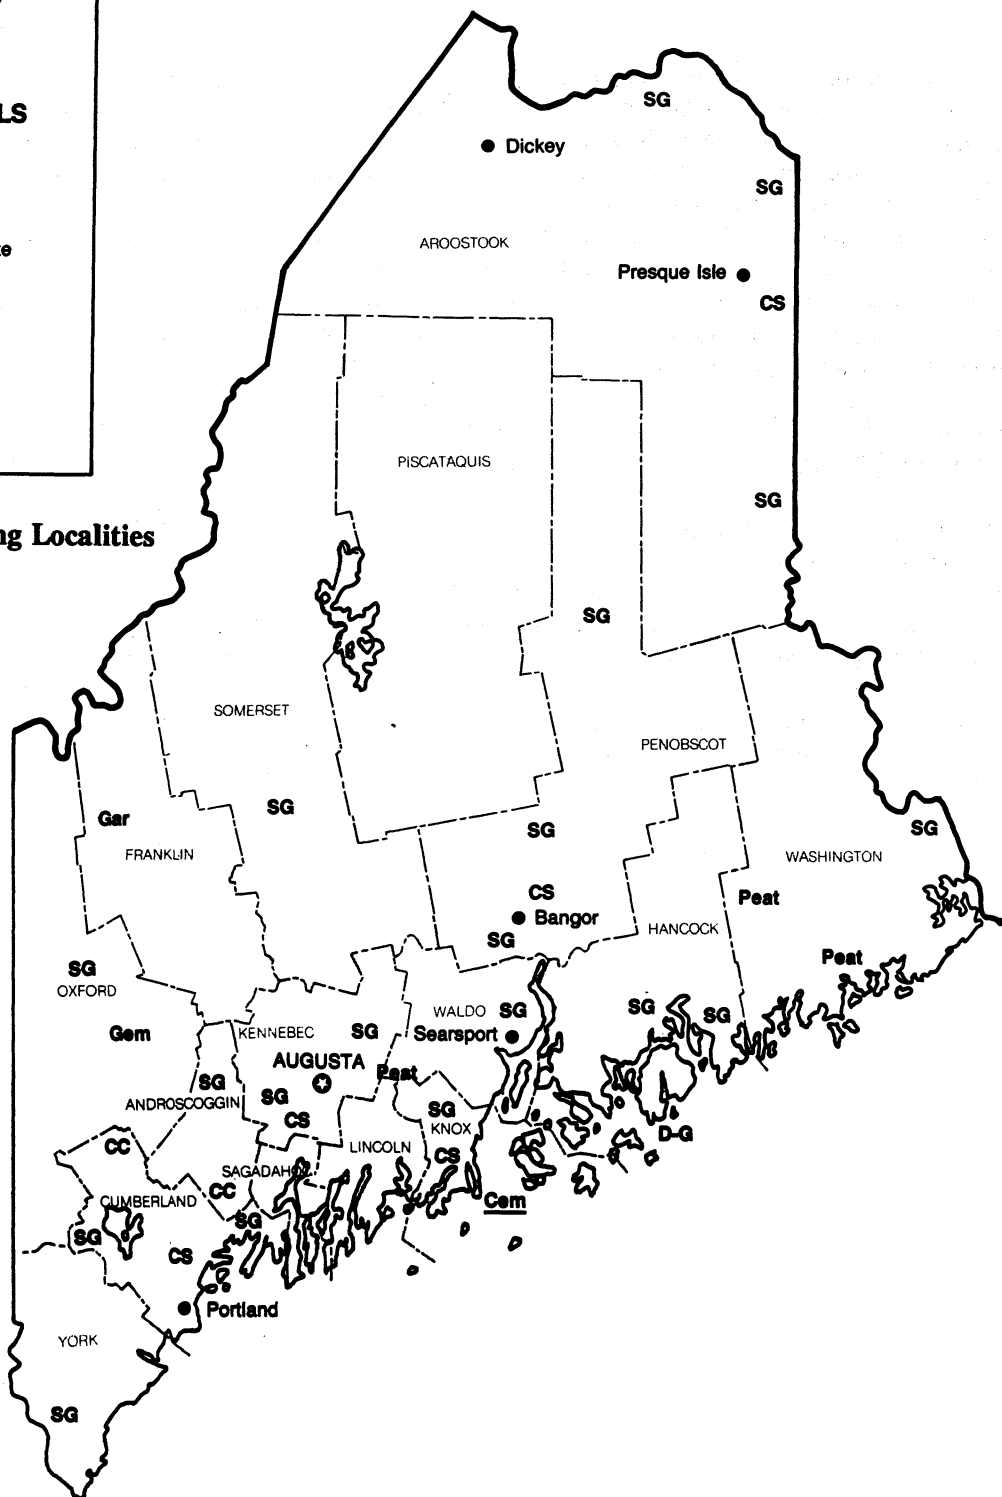 LS
SG
Dickey
SG
AROOSTOOK
Presque Isle
CS
PISCATAQUIS
SG
ng Localities
SG
SOMERSET
PENOBSCOT
SG
Gar
SG
SG
FRANKLIN
WASHINGTON
CS
Peat
Bangor
HANCOCK
SG
Peat
SG
OXFORD
SG
WALDO
SG
SG
Gem
KENNEBEC
SG
Searsport
AUGUSTA
Peat
SG
SG
ANDROSCOGGIN
SG
CS
KNOX
D-G
CC
LINCOLN
CS
SAGADAHOC
CC
Cem
CUMBERLAND
SG
SG
CS
Portland
YORK
SG